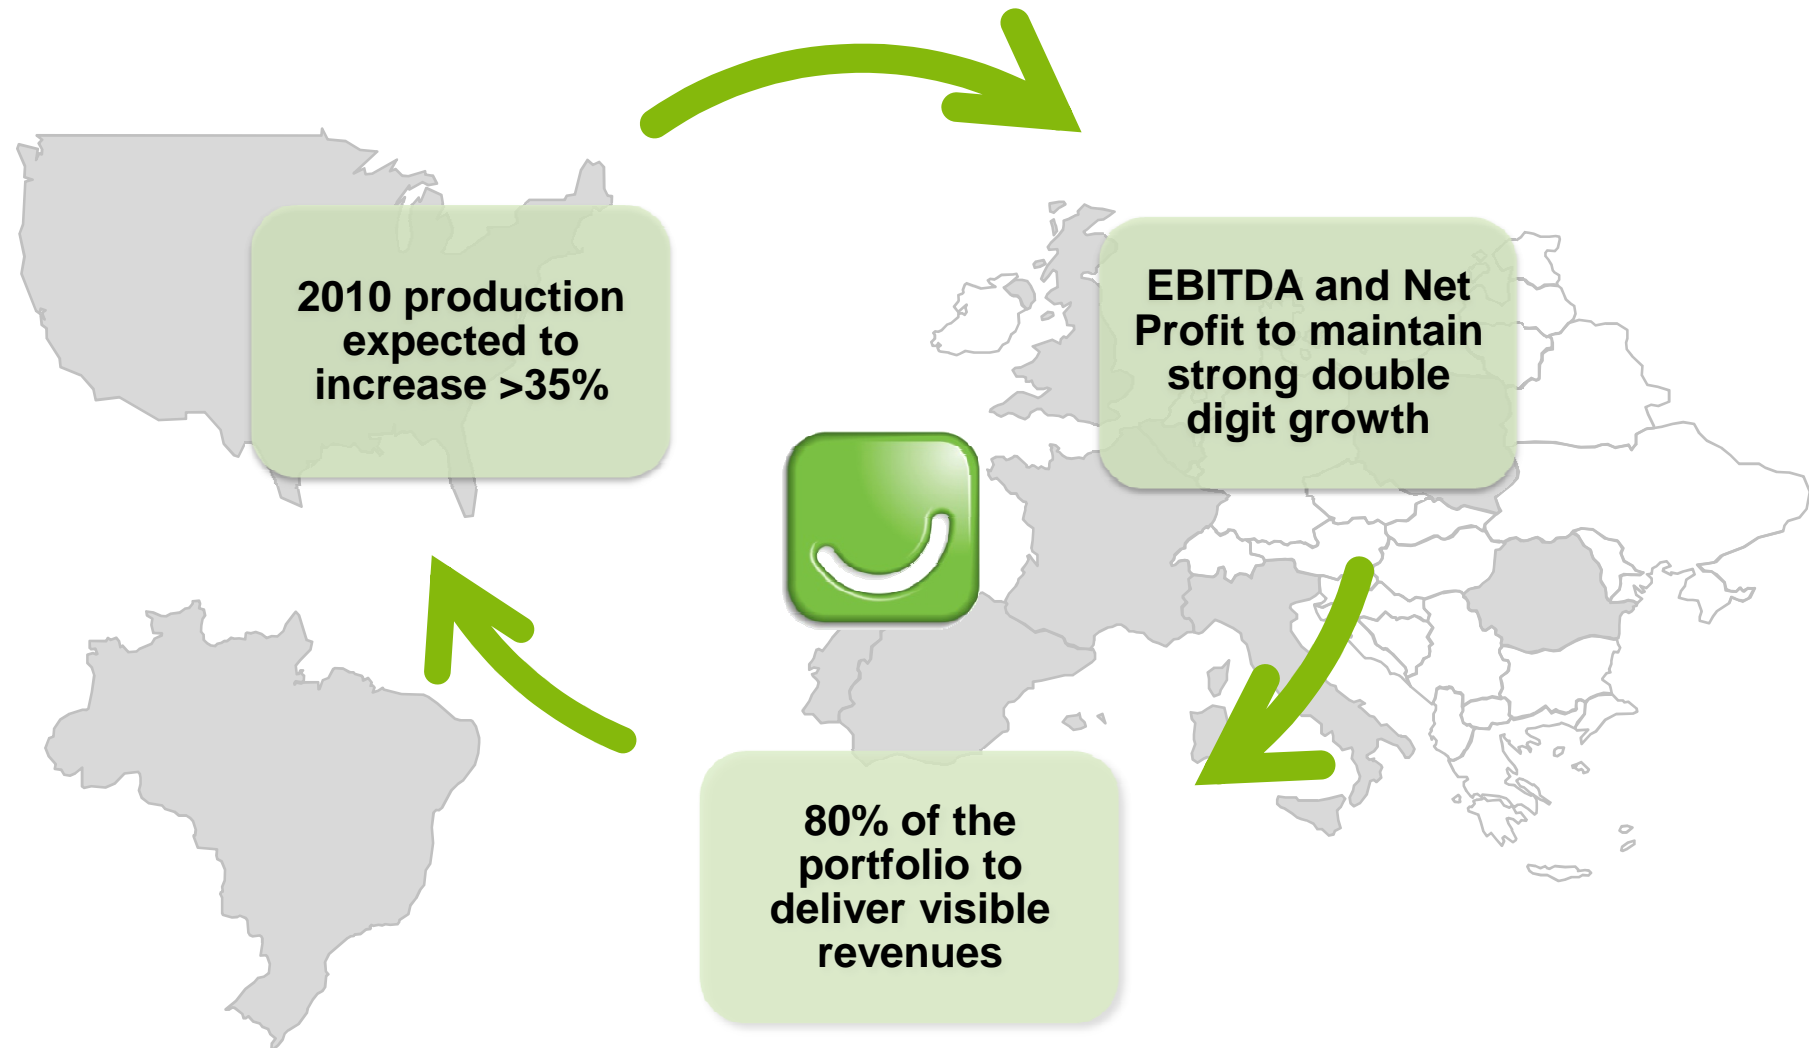 2010 production
expected to
increase >35%
EBITDA and Net
Profit to maintain
strong double
digit growth
80% of the
portfolio to
deliver visible
revenues